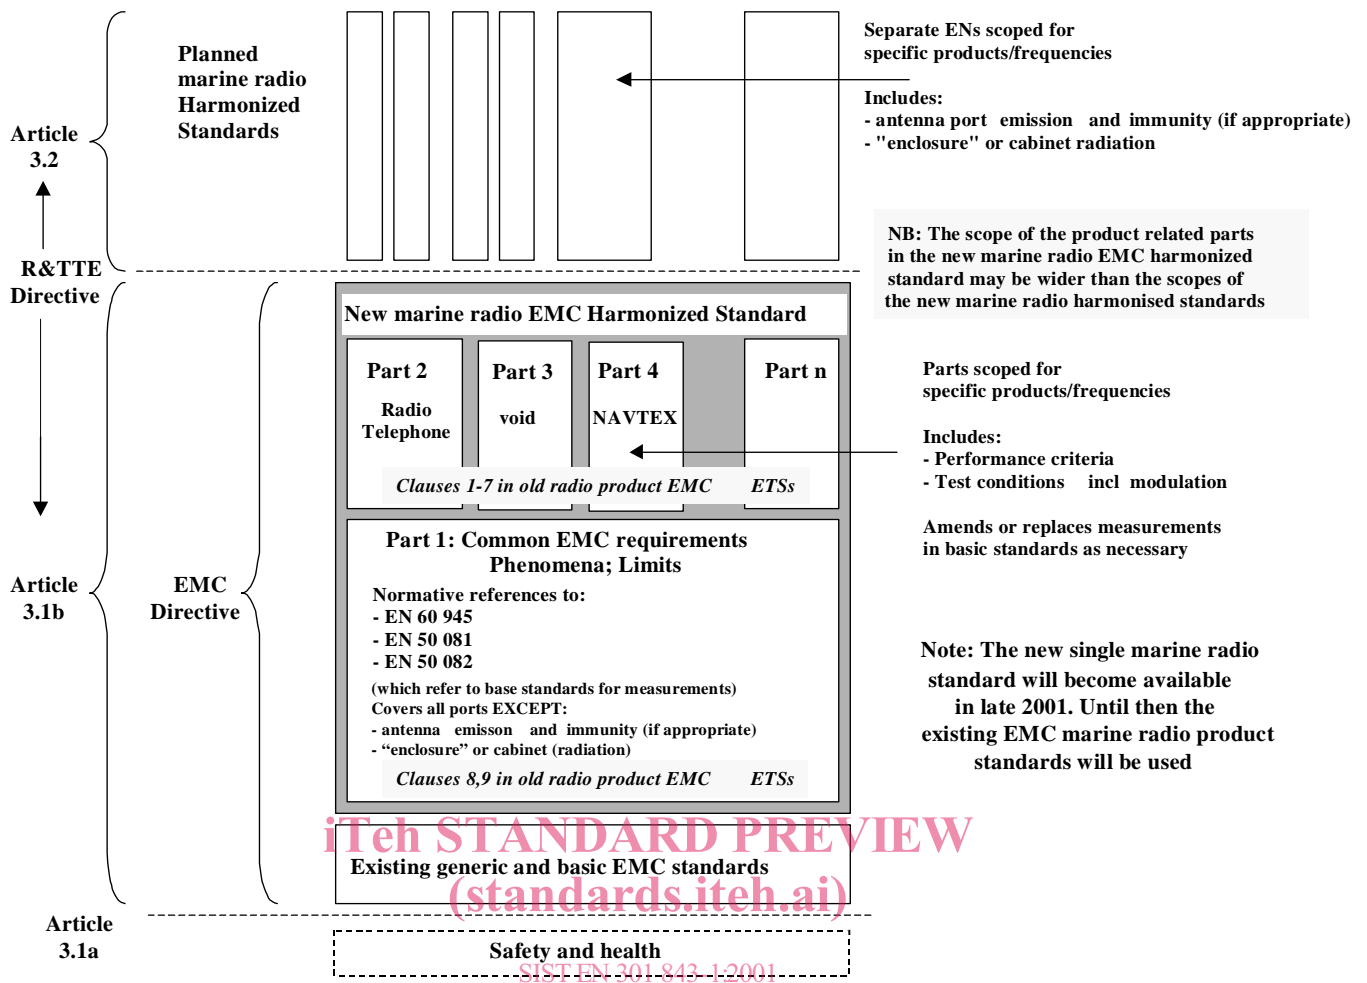 Planned
marine radio
Harmonized
Standards
Article
3.2
R&TTE
Directive
Separate ENs scoped for
specific products/frequencies
Includes:
- antenna port emission and immunity (if appropriate)
- "enclosure" or cabinet radiation
NB: The scope of the product related parts
in the new marine radio EMC harmonized
standard may be wider than the scopes of
the new marine radio harmonised standards
New marine radio EMC Harmonized Standard
Part 2
Radio
Telephone
Part 3
void
Part 4
NAVTEX
Part n
Clauses 1-7 in old radio product EMC ETSs
Parts scoped for
specific products/frequencies
Includes:
- Performance criteria
- Test conditions incl modulation
Amends or replaces measurements
in basic standards as necessary
Article
3.1b
EMC
Directive
Part 1: Common EMC requirements
Phenomena; Limits
Normative references to:
- EN 60 945
- EN 50 081
- EN 50 082
(which refer to base standards for measurements)
Covers all ports EXCEPT:
- antenna emisson and immunity (if appropriate)
- “enclosure” or cabinet (radiation)
Clauses 8,9 in old radio product EMC ETSs
Note: The new single marine radio
standard will become available
in late 2001. Until then the
existing EMC marine radio product
standards will be used
iTeh STANDARD PREVIEW
Existing generic and basic EMC standards
(standards.iteh.ai)
Article
3.1a
Safety and health
SIST EN 301 843-1:2001